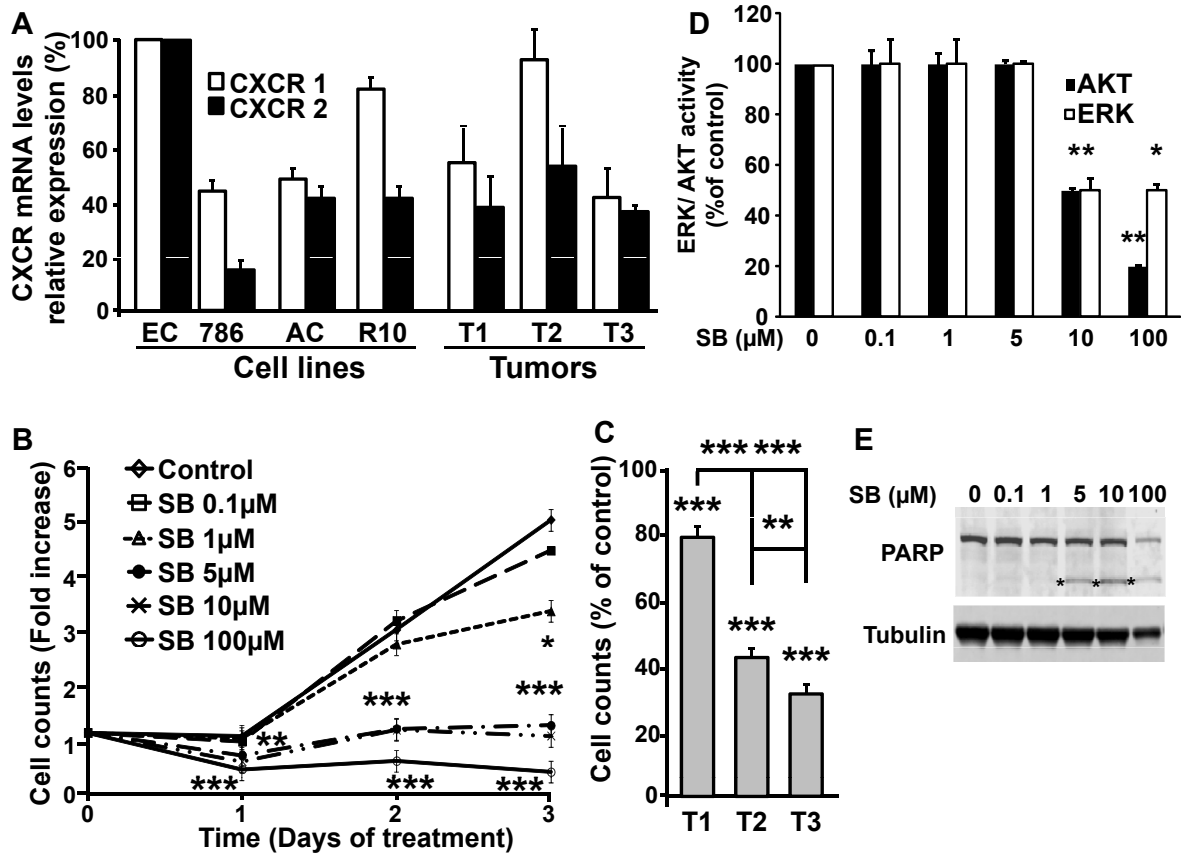 A
CXCR mRNA levels
relative expression (%)
100
80
60
40
20
0
CXCR 1
CXCR 2
EC 786 AC R10 T1 T2 T3
Cell lines Tumors
D
ERK/ AKT activity
(%of control)
120
100
80
60
40
20
0
AKT
ERK
** *
**
SB (µM) 0 0.1 1 5 10 100
B
Cell counts (Fold increase)
6
5
4
3
2
1
0
Control
SB 0.1µM
SB 1µM
SB 5µM
SB 10µM
SB 100µM
*
***
***
**
*** *** ***
0 1 2 3
Time (Days of treatment)
C
Cell counts (% of control)
100
80
60
40
20
0
*** ***
***
**
***
***
T1 T2 T3
E
SB (µM) 0 0.1 1 5 10 100
PARP
* * *
Tubulin